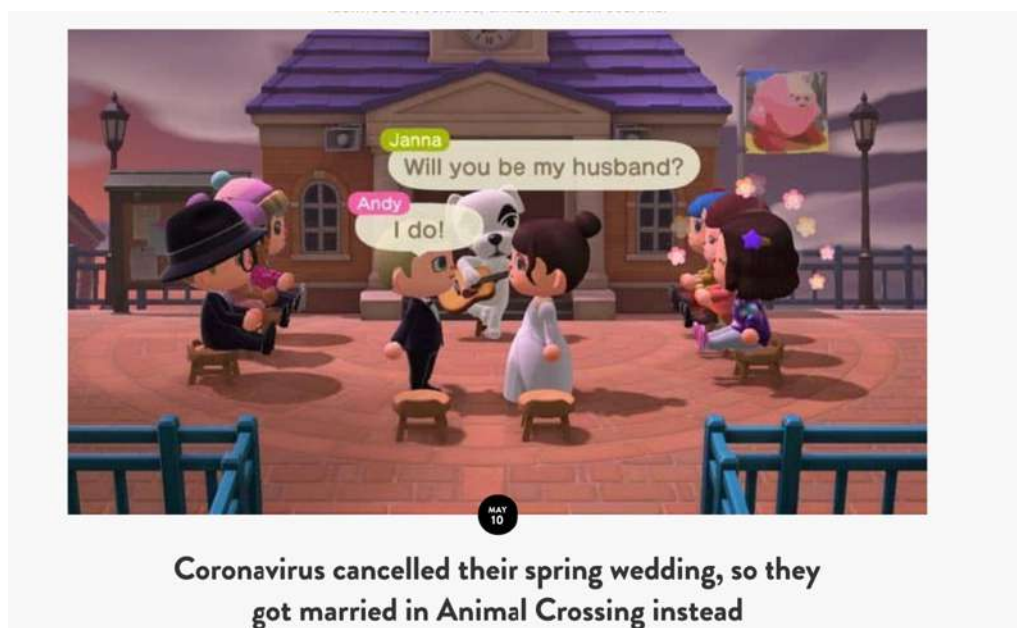 Janna
Will you be my husband?
Andy
I do!
MAY
10
Coronavirus cancelled their spring wedding, so they
got married in Animal Crossing instead